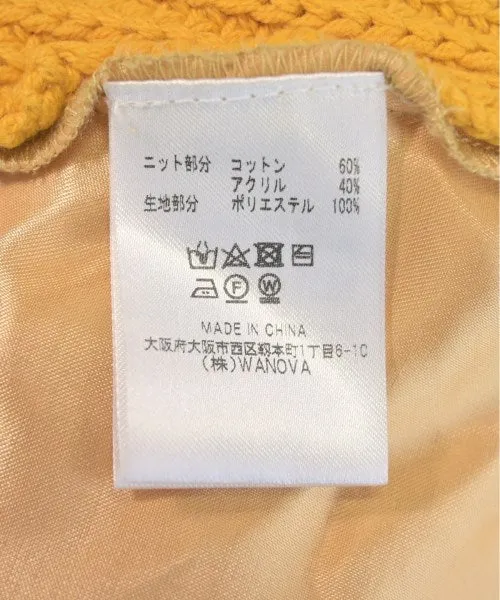 ニット部分 コットン 60%
アクリル 40%
生地部分 ポリエステル 100%
F W
MADE IN CHINA
大阪府大阪市西区靱本町1丁目6-10
(株)WANOVA